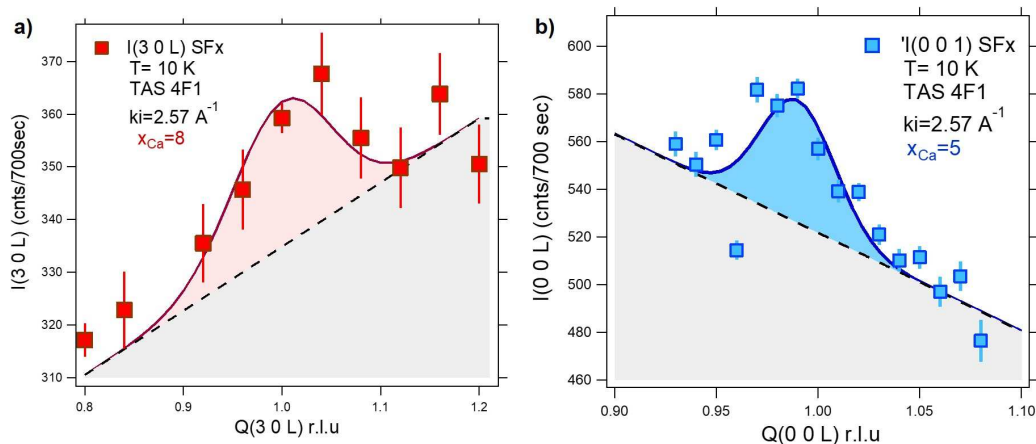 a)
I(3 0 L) SFx
T= 10 K
TAS 4F1
ki=2.57 A⁻¹
xCa=8
I(3 0 L) (cnts/700sec)
370
360
350
340
330
320
310
0.8 0.9 1.0 1.1 1.2
Q(3 0 L) r.l.u
b)
'I(0 0 1) SFx
T= 10 K
TAS 4F1
ki=2.57 A⁻¹
xCa=5
I(0 0 L) (cnts/700 sec)
600
580
560
540
520
500
480
460
0.90 0.95 1.00 1.05 1.10
Q(0 0 L) r.l.u